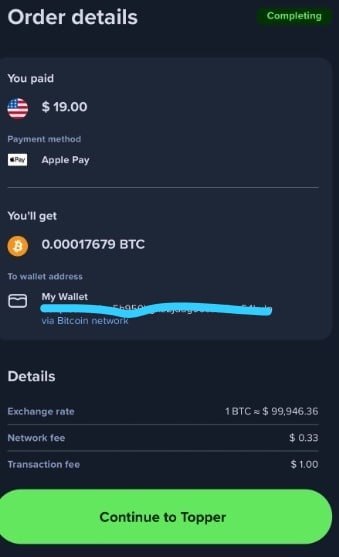 Order details
Completing
You paid
$ 19.00
Payment method
Pay
Apple Pay
You'll get
0.00017679 BTC
To wallet address
My Wallet
via Bitcoin network
Details
Exchange rate
1 BTC ≈ $ 99,946.36
Network fee
$ 0.33
Transaction fee
$ 1.00
Continue to Topper